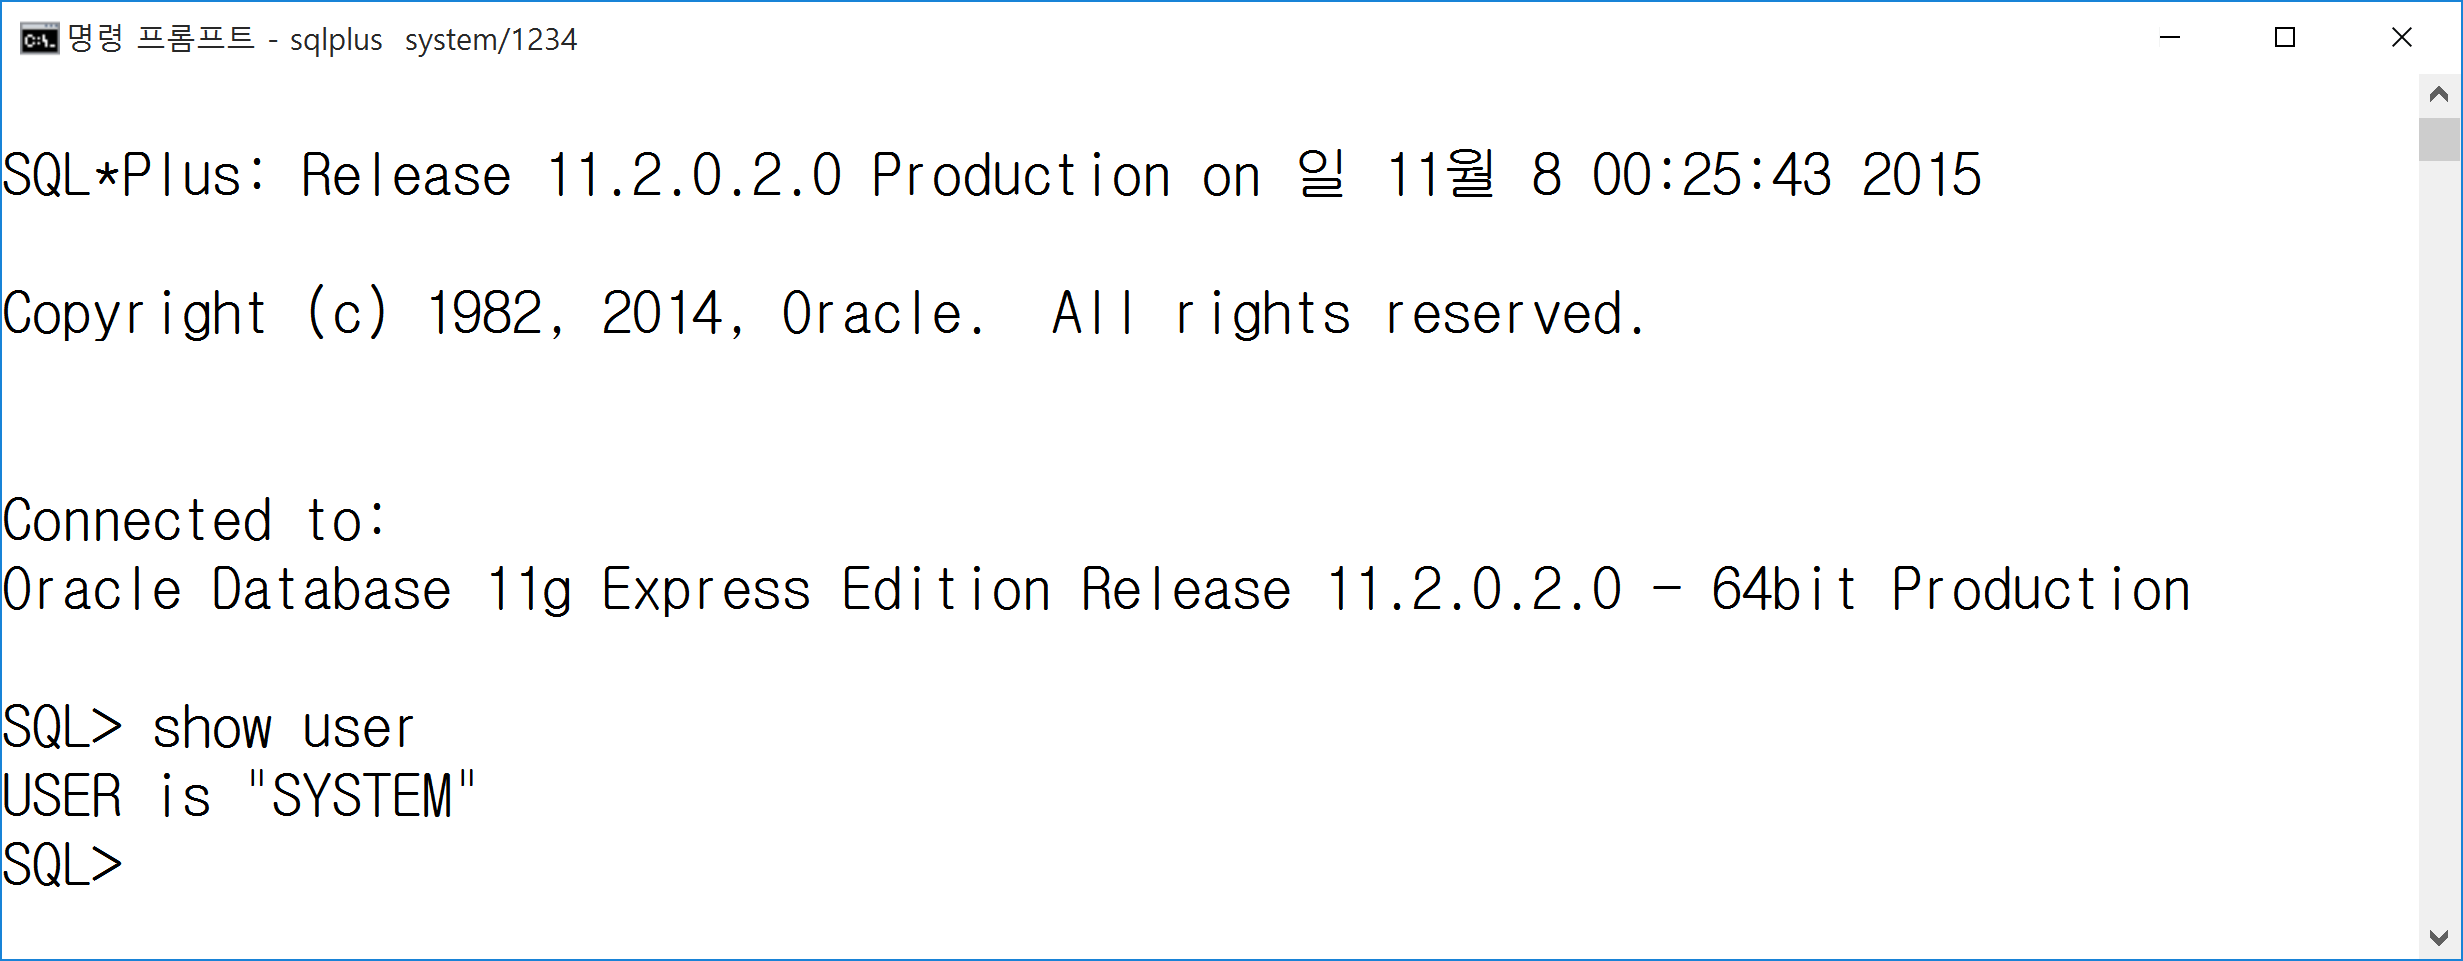 명령 프롬프트 - sqlplus  system/1234
SQL*Plus: Release 11.2.0.2.0 Production on 일 11월 8 00:25:43 2015
Copyright (c) 1982, 2014, Oracle.  All rights reserved.
Connected to:
Oracle Database 11g Express Edition Release 11.2.0.2.0 - 64bit Production
SQL> show user
USER is "SYSTEM"
SQL>